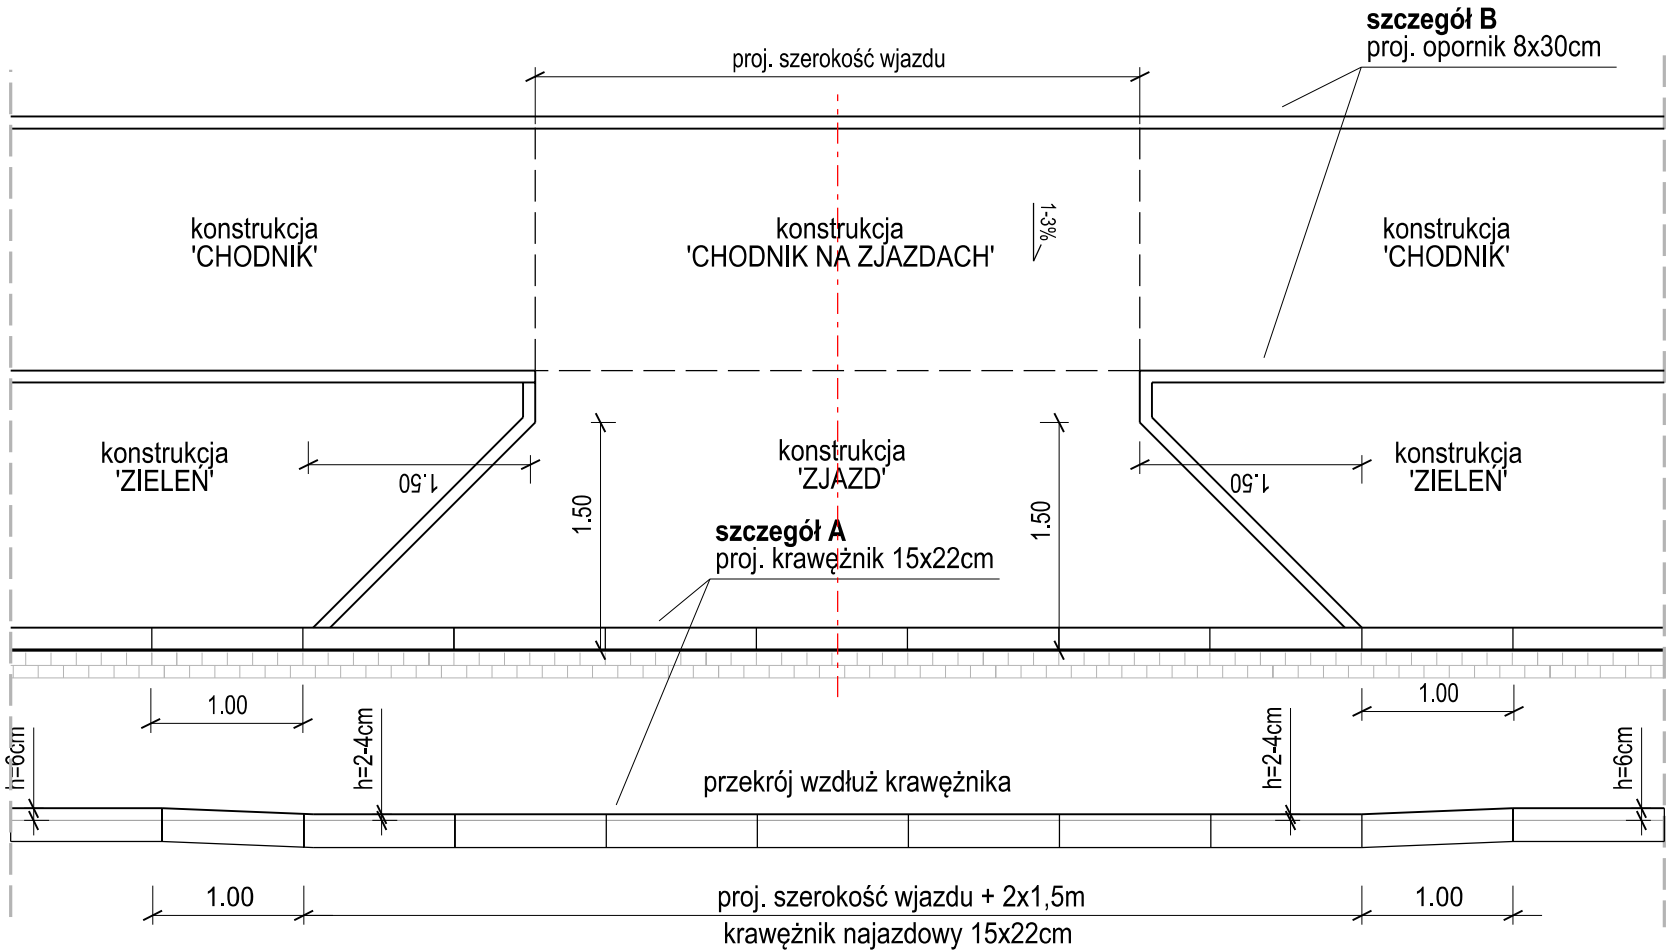 szczegół B
proj. opornik 8x30cm
proj. szerokość wjazdu
konstrukcja
'CHODNIK'
konstrukcja
'CHODNIK NA ZJAZDACH'
1-3%
konstrukcja
'CHODNIK'
konstrukcja
'ZIELEŃ'
1.50
1.50
konstrukcja
'ZJAZD'
1.50
1.50
konstrukcja
'ZIELEŃ'
szczegół A
proj. krawężnik 15x22cm
1.00
1.00
h=6cm
h=2-4cm
przekrój wzdłuż krawężnika
h=2-4cm
h=6cm
1.00
proj. szerokość wjazdu + 2x1,5m
1.00
krawężnik najazdowy 15x22cm